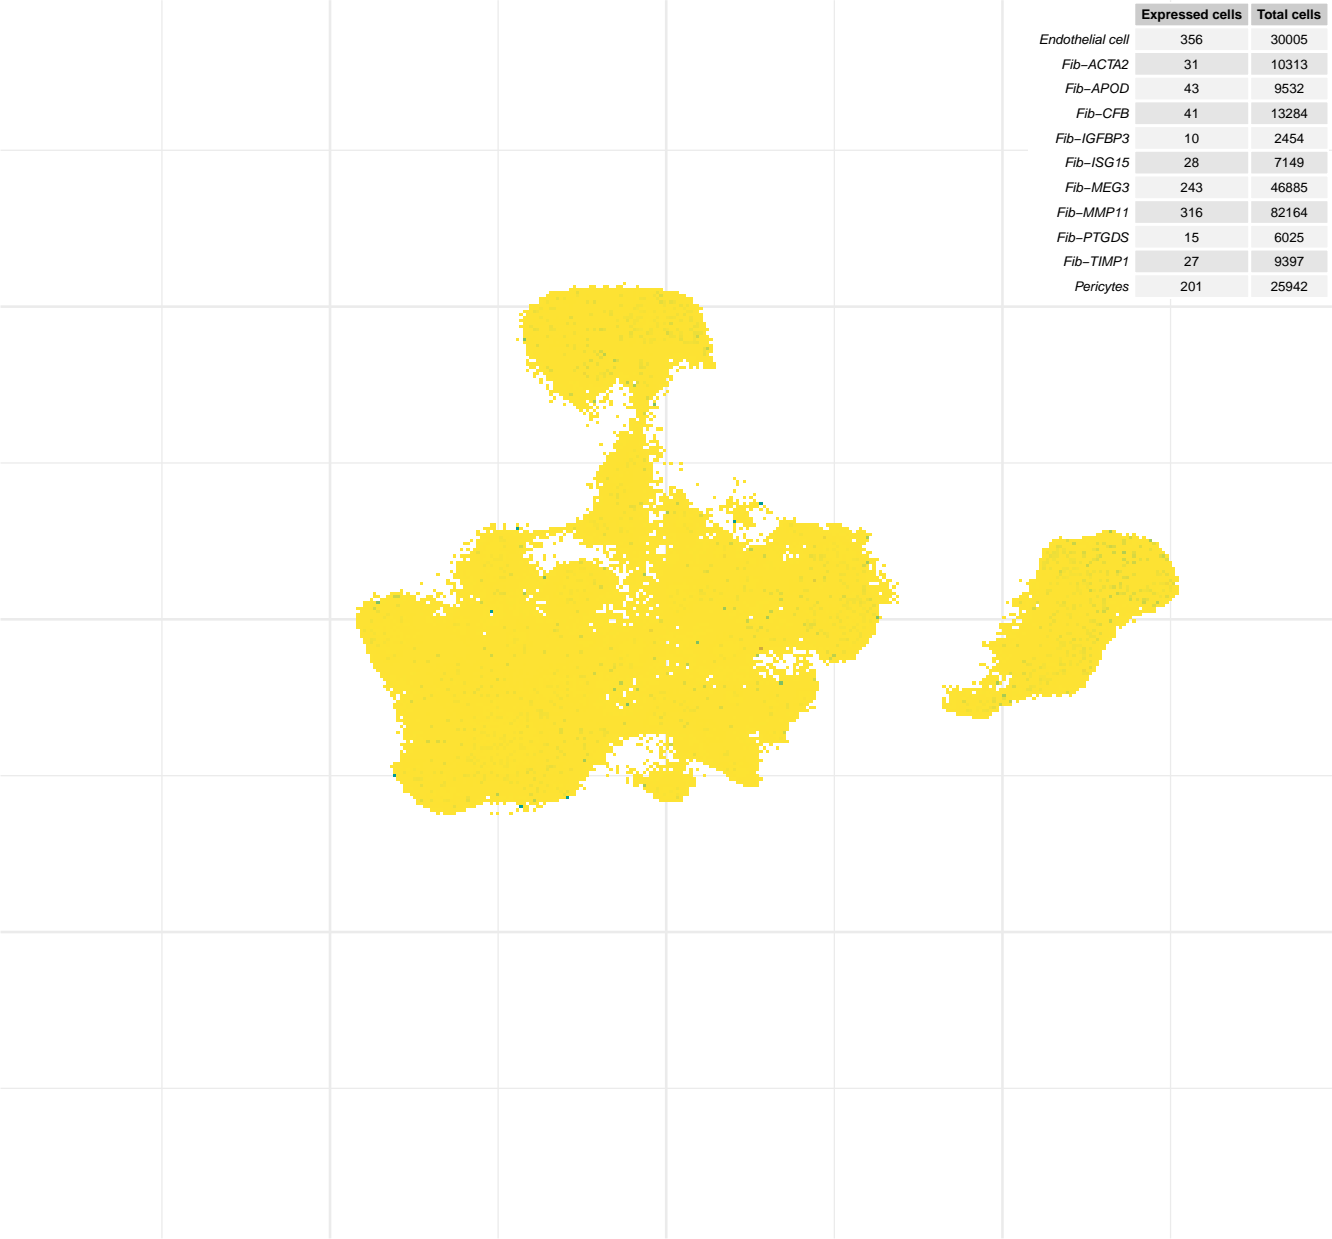 Expressed cells Total cells
Endothelial cell 356 30005
Fib−ACTA2 31 10313
Fib−APOD 43 9532
Fib−CFB 41 13284
Fib−IGFBP3 10 2454
Fib−ISG15 28 7149
Fib−MEG3 243 46885
Fib−MMP11 316 82164
Fib−PTGDS 15 6025
Fib−TIMP1 27 9397
Pericytes 201 25942